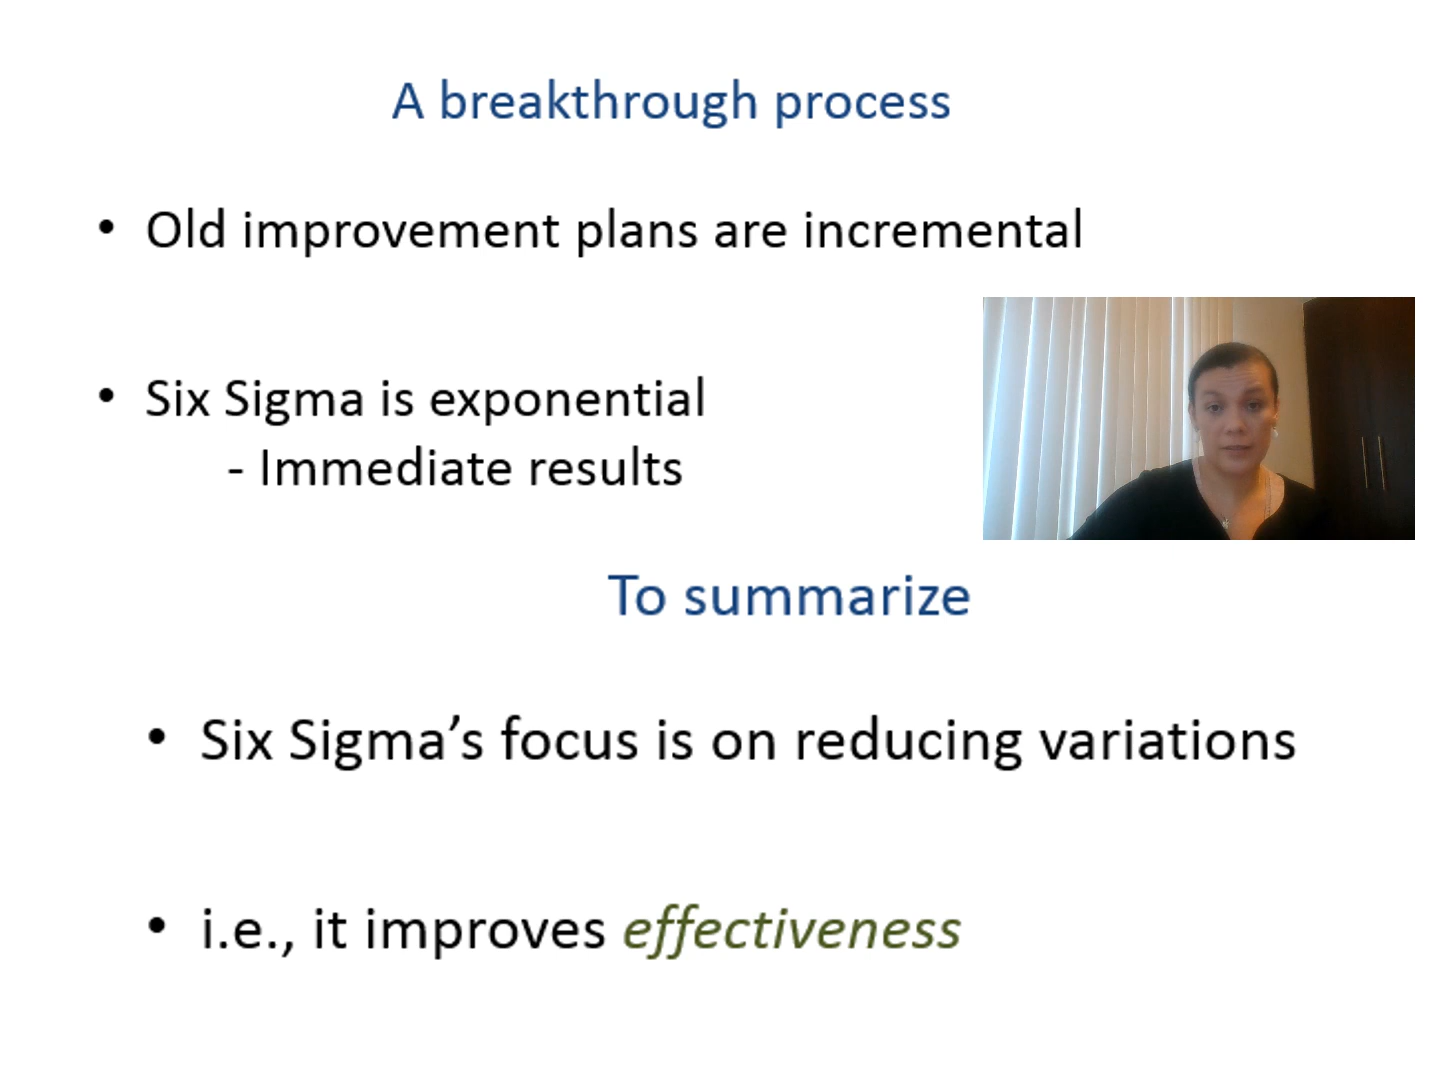 A breakthrough process
• Old improvement plans are incremental
• Six Sigma is exponential
- Immediate results
To summarize
• Six Sigma’s focus is on reducing variations
• i.e., it improves effectiveness